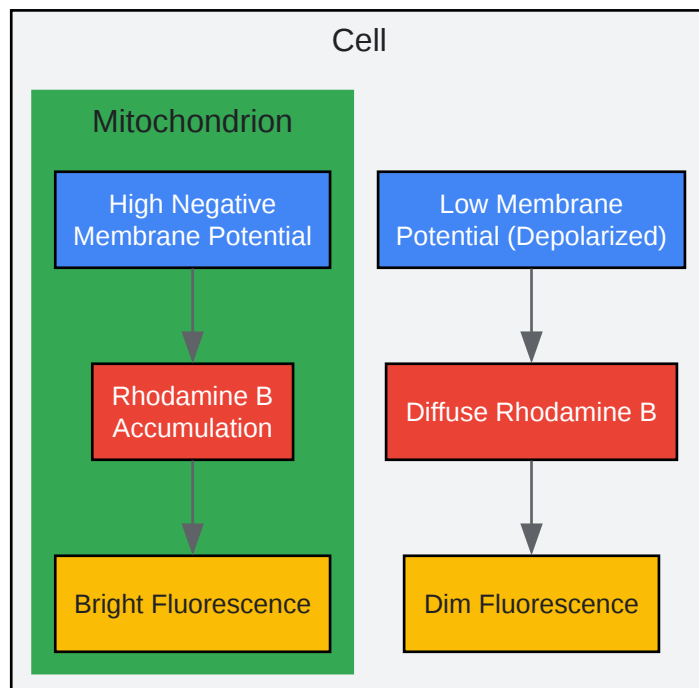 Cell
Mitochondrion
High Negative
Membrane Potential
Low Membrane
Potential (Depolarized)
Rhodamine B
Accumulation
Diffuse Rhodamine B
Bright Fluorescence
Dim Fluorescence